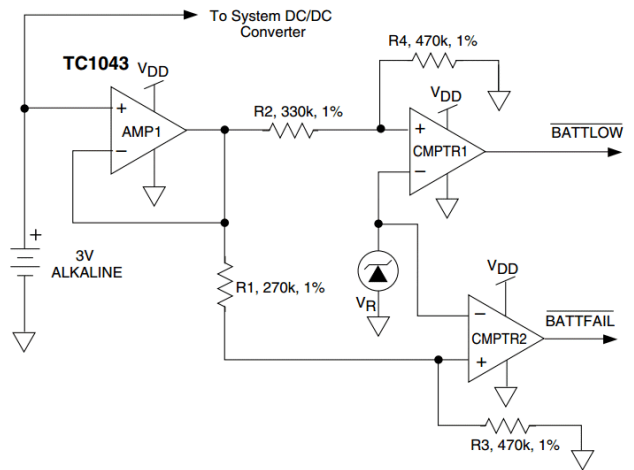 To System DC/DC
Converter
TC1043
VDD
+
AMP1
−
R2, 330k, 1%
R4, 470k, 1%
VDD
+
CMPTR1
−
BATTLOW
+
3V
ALKALINE
R1, 270k, 1%
VR
VDD
−
CMPTR2
+
BATTFAIL
R3, 470k, 1%